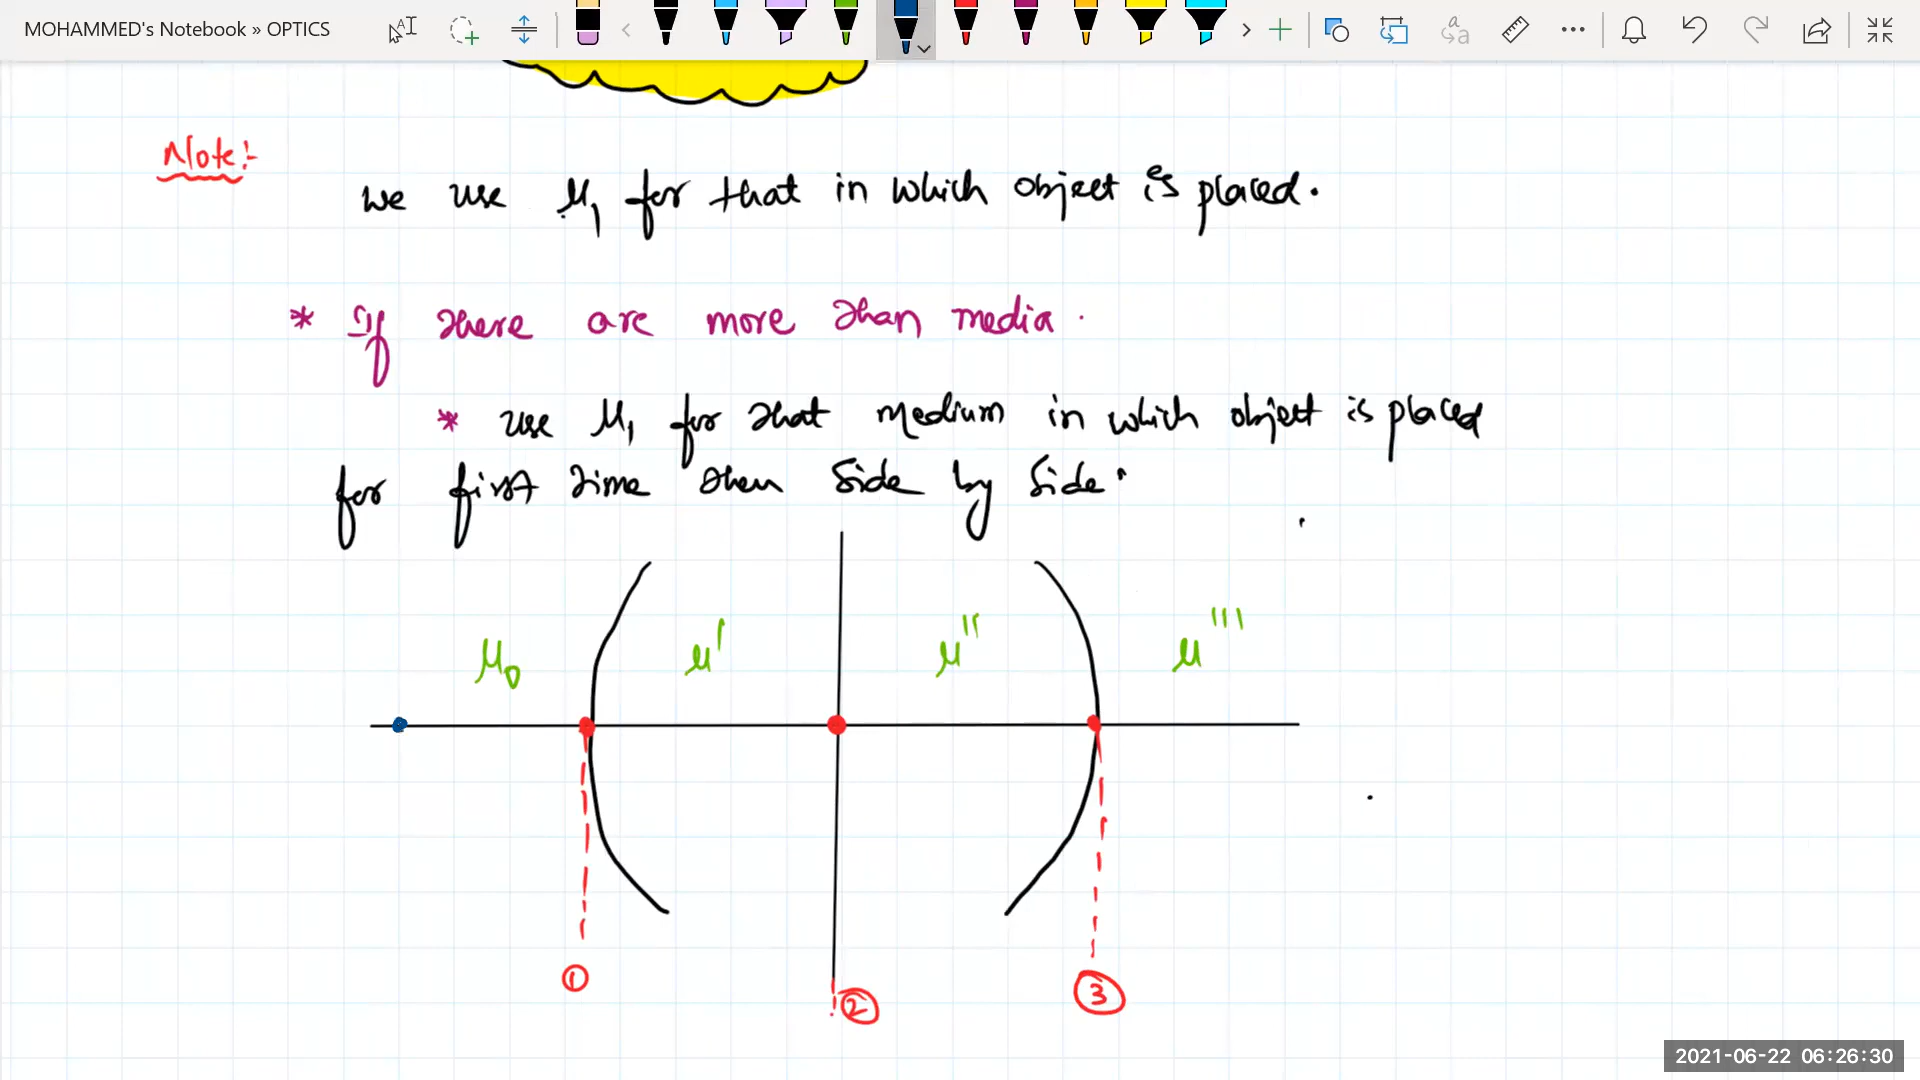 MOHAMMED's Notebook » OPTICS
Note:-
we use μ₁ for that in which object is placed.
* If there are more than media.
* use μ₁ for that medium in which object is placed
for first time then side by side.
μ₀ μ' μ'' μ'''
① ② ③
2021-06-22 06:26:30